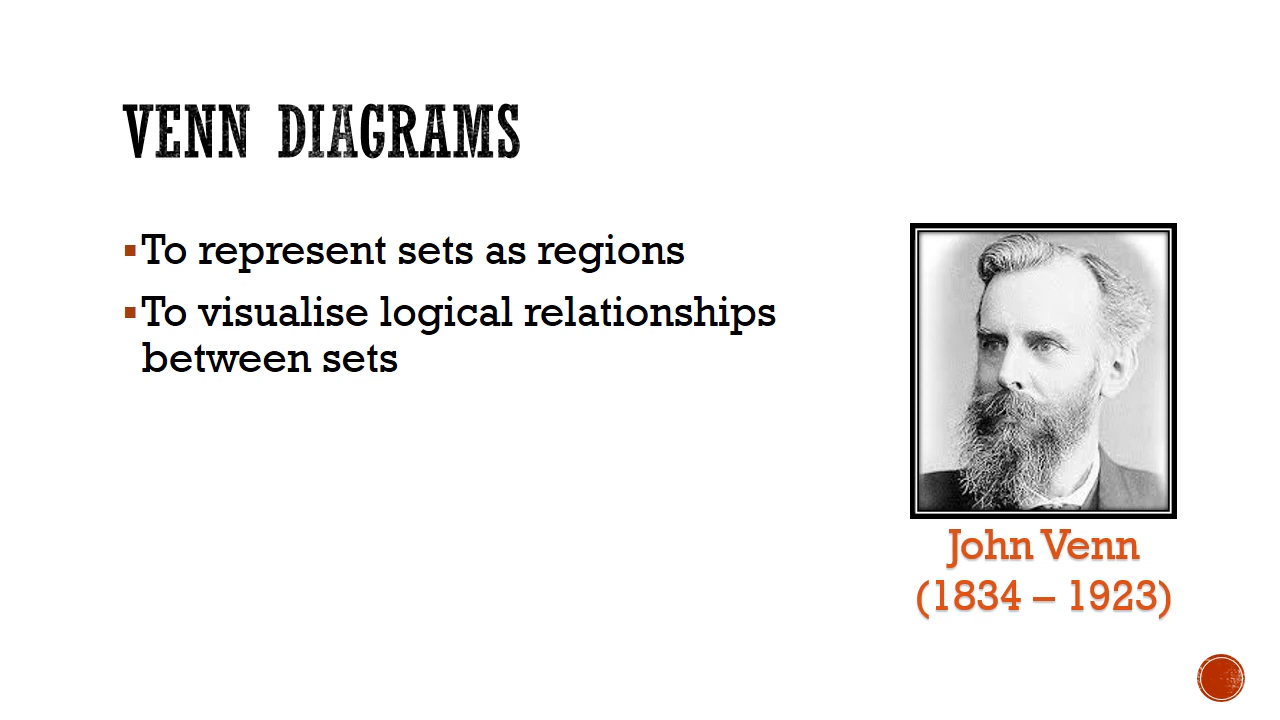 VENN DIAGRAMS
▪To represent sets as regions
▪To visualise logical relationships
between sets
John Venn
(1834 – 1923)